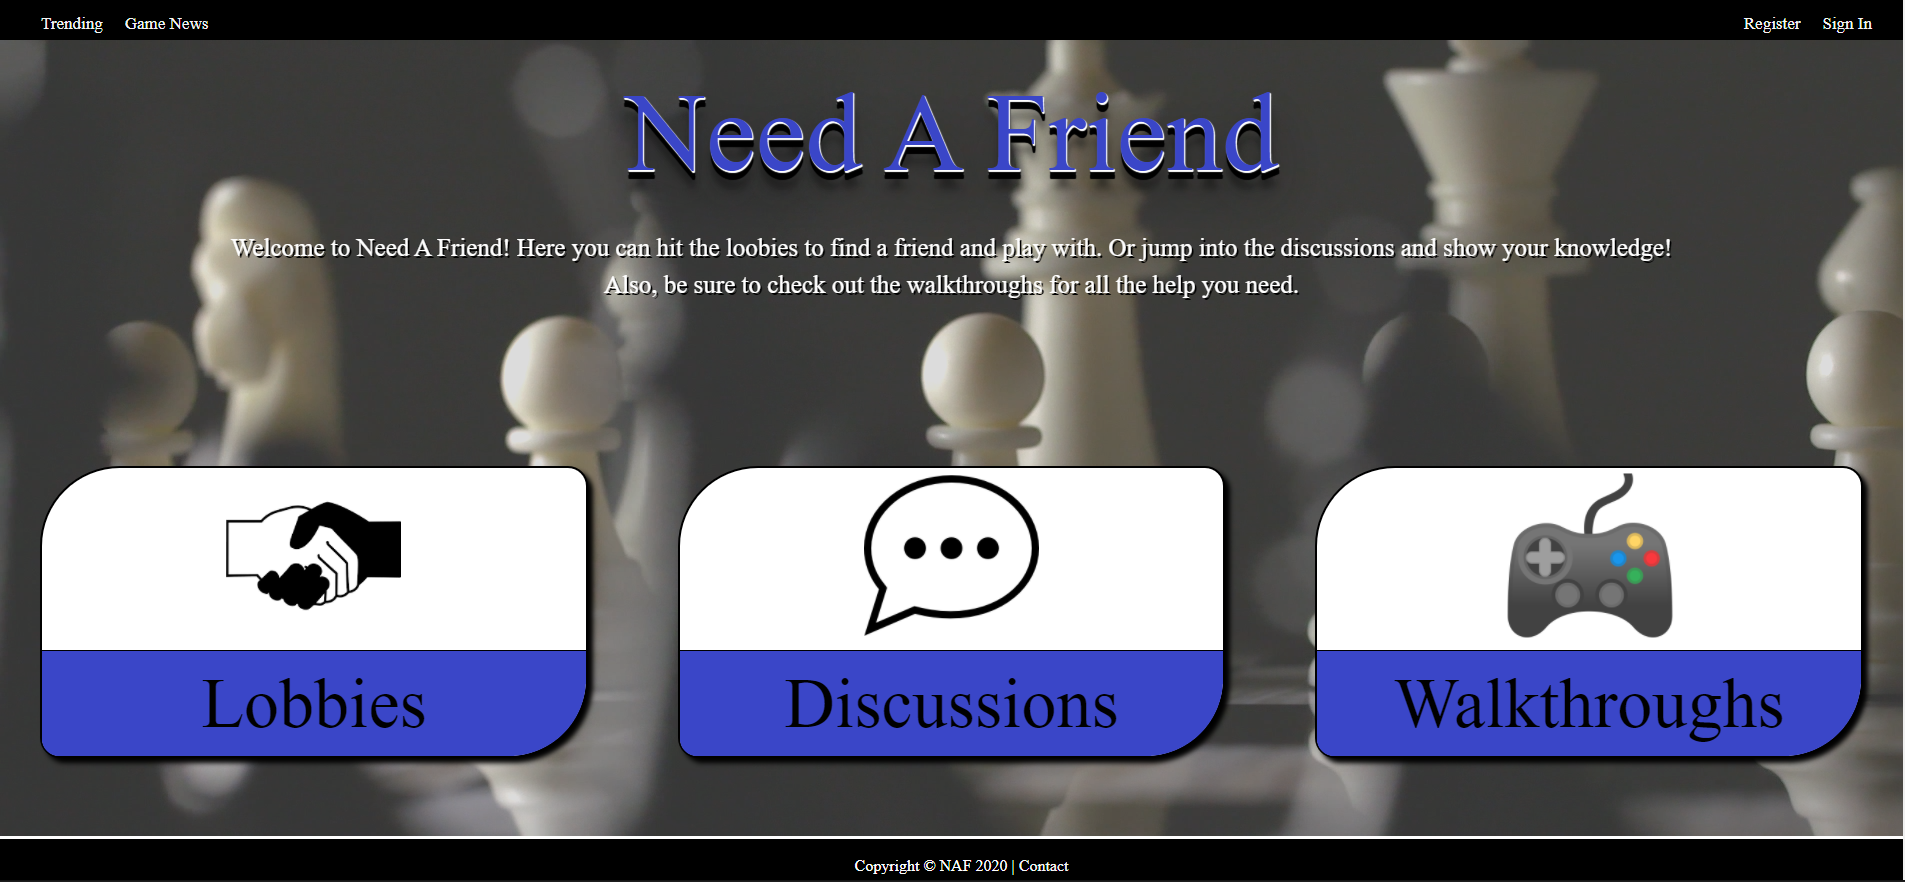 Trending Game News Register Sign In
Need A Friend
Welcome to Need A Friend! Here you can hit the loobies to find a friend and play with. Or jump into the discussions and show your knowledge!
Also, be sure to check out the walkthroughs for all the help you need.
Lobbies
Discussions
Walkthroughs
Copyright © NAF 2020 | Contact